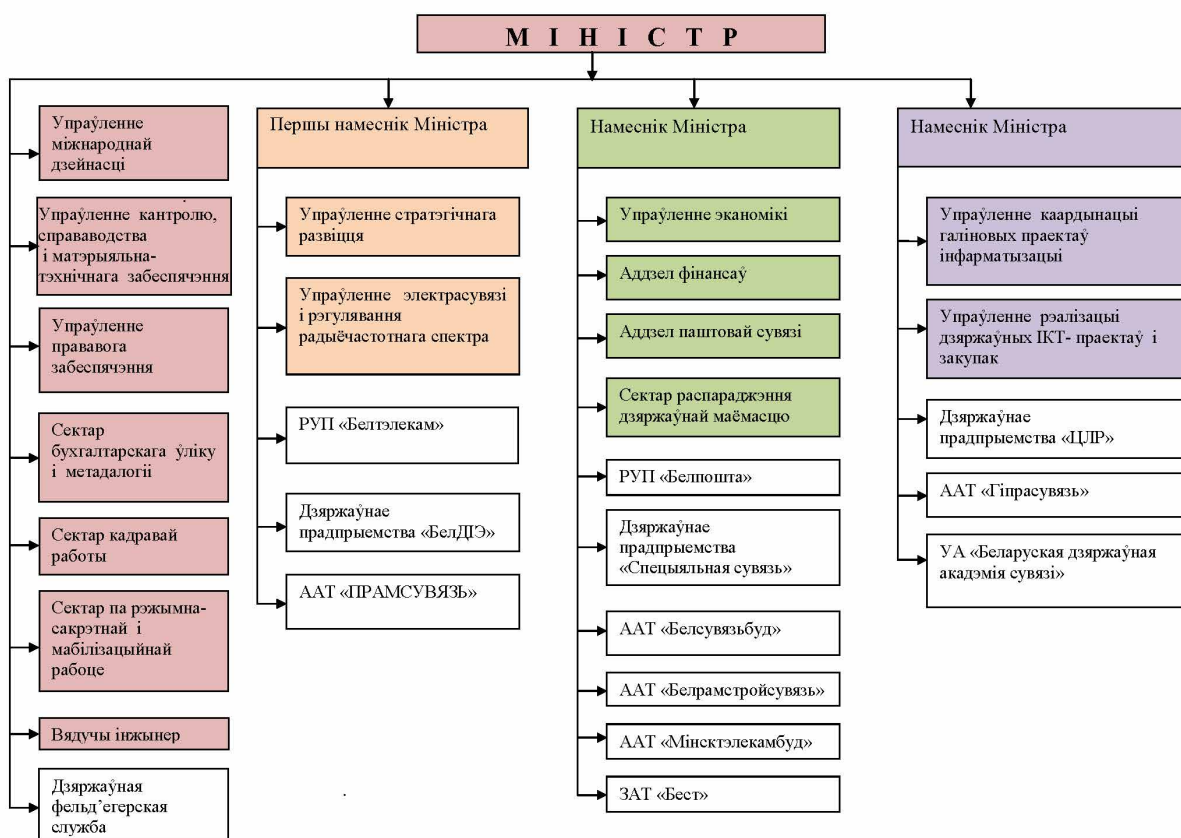 М І Н І С Т Р
Упраўленне
міжнароднай
дзейнасці
Упраўленне кантролю,
справаводства
і матэрыяльна-
тэхнічнага забеспячэння
Упраўленне
прававога
забеспячэння
Сектар
бухгалтарскага ўліку
і метадалогіі
Сектар кадравай
работы
Сектар па рэжымна-
сакрэтнай і
мабілізацыйнай
рабоце
Вядучы інжынер
Дзяржаўная
фельд’егерская
служба
Першы намеснік Міністра
Упраўленне стратэгічнага
развіцця
Упраўленне электрасувязі
і рэгулявання
радыёчастотнага спектра
РУП «Белтэлекам»
Дзяржаўнае
прадпрыемства «БелДІЭ»
ААТ «ПРАМСУВЯЗЬ»
Намеснік Міністра
Упраўленне эканомікі
Аддзел фінансаў
Аддзел паштовай сувязі
Сектар распараджэння
дзяржаўнай маёмасцю
РУП «Белпошта»
Дзяржаўнае
прадпрыемства
«Спецыяльная сувязь»
ААТ «Белсувязьбуд»
ААТ «Белрамстройсувязь»
ААТ «Мінсктэлекамбуд»
ЗАТ «Бест»
Намеснік Міністра
Упраўленне каардынацыі
галіновых праектаў
інфарматызацыі
Упраўленне рэалізацыі
дзяржаўных ІКТ- праектаў і
закупак
Дзяржаўнае
прадпрыемства «ЦЛР»
ААТ «Гіпрасувязь»
УА «Беларуская дзяржаўная
акадэмія сувязі»